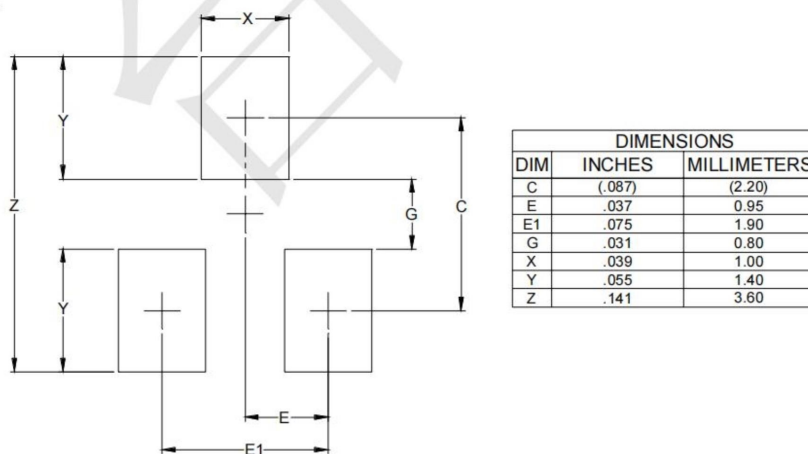 X
Y
Z
G
C
Y
E
E1
DIMENSIONS
DIM INCHES MILLIMETERS
C (.087) (2.20)
E .037 0.95
E1 .075 1.90
G .031 0.80
X .039 1.00
Y .055 1.40
Z .141 3.60